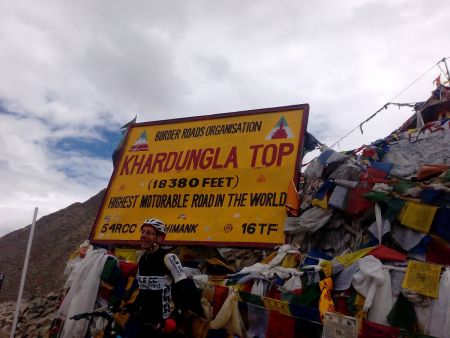 BORDER ROADS ORGANISATION
KHARDUNGLA TOP
(18380 FEET)
HIGHEST MOTORABLE ROAD IN THE WORLD
54RCC HIMANK 16TF